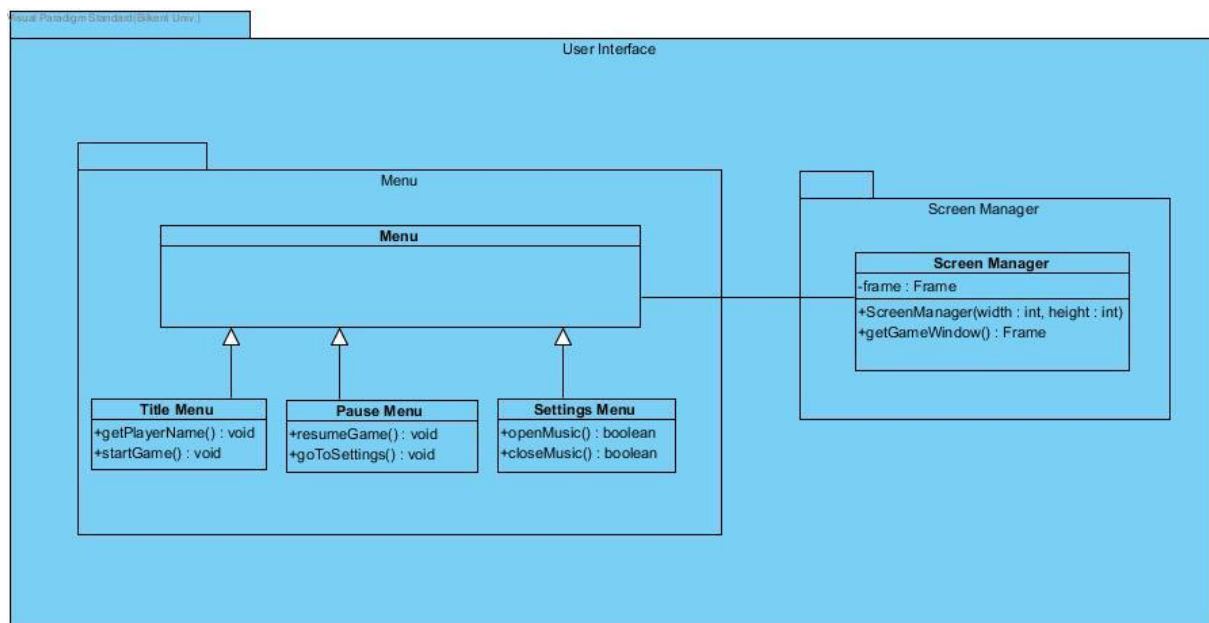 Visual Paradigm Standard(Bilkent Univ.)
User Interface
Menu
Menu
Title Menu
+getPlayerName() : void
+startGame() : void
Pause Menu
+resumeGame() : void
+goToSettings() : void
Settings Menu
+openMusic() : boolean
+closeMusic() : boolean
Screen Manager
Screen Manager
-frame : Frame
+ScreenManager(width : int, height : int)
+getGameWindow() : Frame